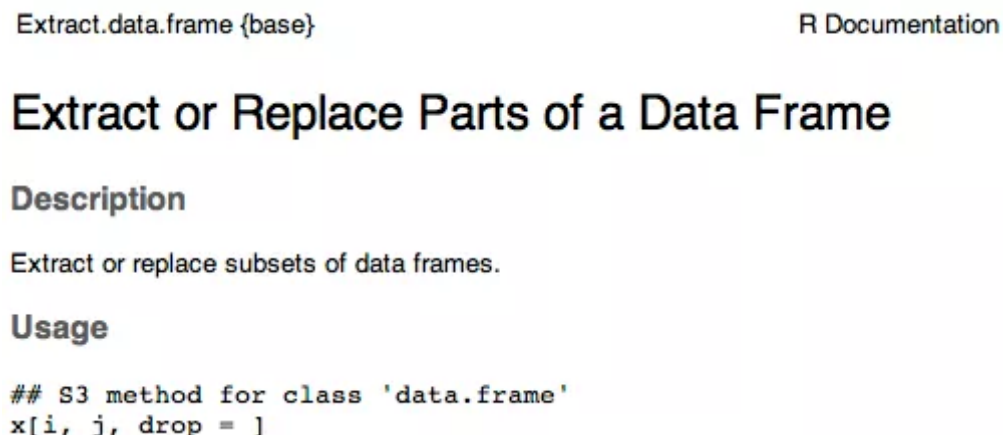 Extract.data.frame {base} R Documentation
Extract or Replace Parts of a Data Frame
Description
Extract or replace subsets of data frames.
Usage
## S3 method for class 'data.frame'
x[i, j, drop = ]